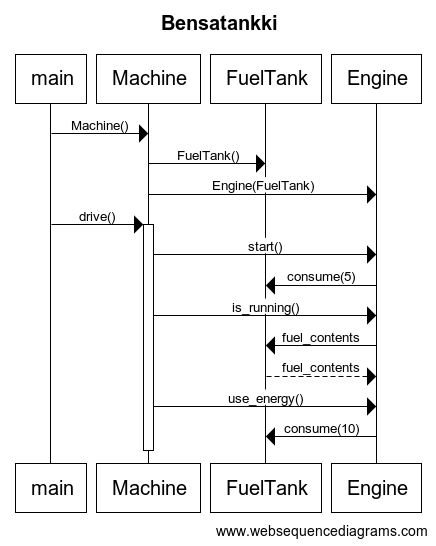 Bensatankki
main Machine FuelTank Engine
Machine()
FuelTank()
Engine(FuelTank)
drive()
start()
consume(5)
is_running()
fuel_contents
fuel_contents
use_energy()
consume(10)
main Machine FuelTank Engine
www.websequencediagrams.com